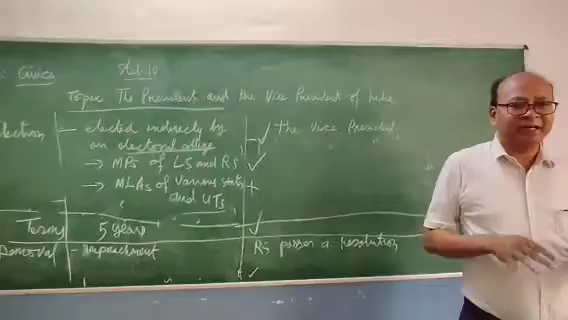 : Civics Std. 10
Topic The President and the Vice President of India
Election — elected indirectly by ✓ the Vice President
an electoral college
→ MPs of LS and RS ✓
→ MLAs of various states +
and UTs
Terms 5 years ✓
Removal - Impeachment RS passes a resolution
✓